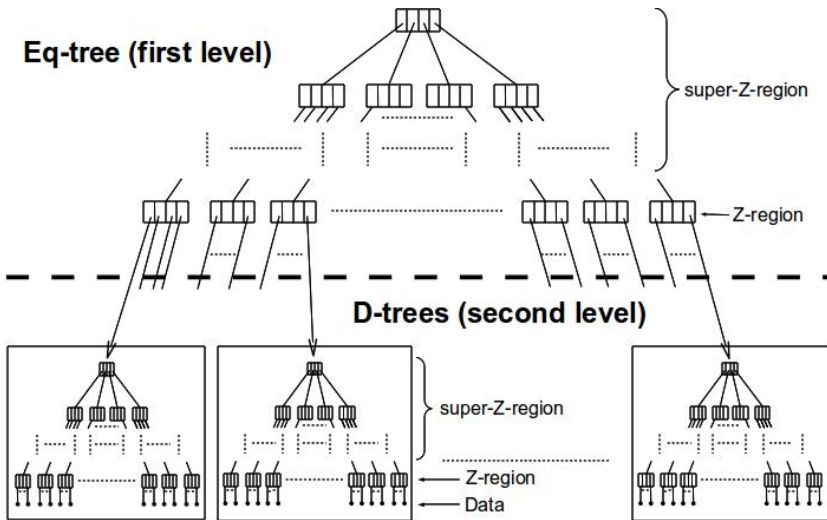 Eq-tree (first level)
super-Z-region
Z-region
D-trees (second level)
super-Z-region
Z-region
Data